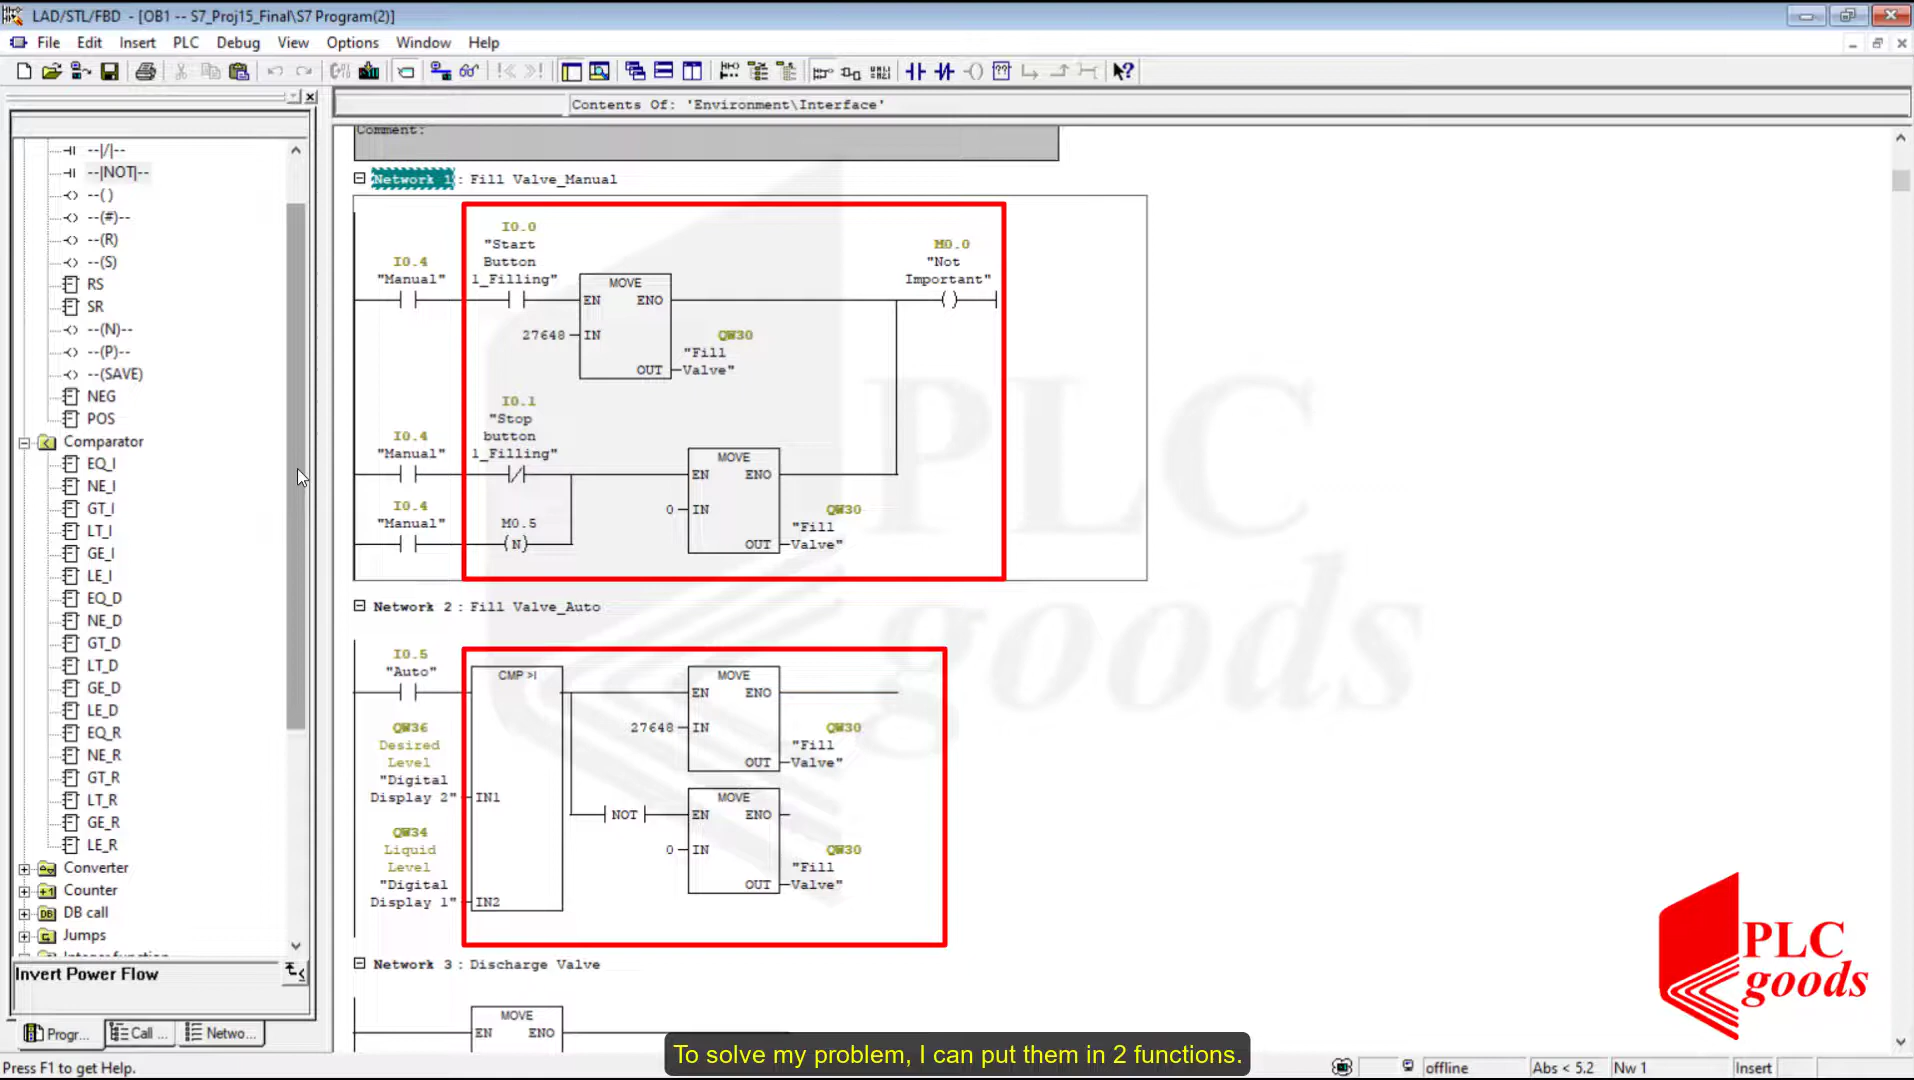 LAD/STL/FBD - [OB1 -- S7_Proj15_Final\S7 Program(2)]
File Edit Insert PLC Debug View Options Window Help
Contents Of: 'Environment\Interface'
--|/|--
--|NOT|--
--( )
--(#)--
--(R)
--(S)
RS
SR
--(N)--
--(P)--
--(SAVE)
NEG
POS
Comparator
EQ_I
NE_I
GT_I
LT_I
GE_I
LE_I
EQ_D
NE_D
GT_D
LT_D
GE_D
LE_D
EQ_R
NE_R
GT_R
LT_R
GE_R
LE_R
Converter
Counter
DB call
Jumps
Invert Power Flow
Progr... Call ... Netwo...
Press F1 to get Help.
Comment:
Network 1 : Fill Valve_Manual
I0.4
"Manual"
I0.0
"Start
Button
1_Filling"
MOVE
EN ENO
27648 IN
OUT
QW30
"Fill
Valve"
M0.0
"Not
Important"
( )
I0.4
"Manual"
I0.1
"Stop
button
1_Filling"
MOVE
EN ENO
0 IN
OUT
QW30
"Fill
Valve"
I0.4
"Manual"
M0.5
(N)
Network 2 : Fill Valve_Auto
I0.5
"Auto"
CMP >I
QW36
Desired
Level
"Digital
Display 2"
IN1
QW34
Liquid
Level
"Digital
Display 1"
IN2
MOVE
EN ENO
27648 IN
OUT
QW30
"Fill
Valve"
NOT
MOVE
EN ENO
0 IN
OUT
QW30
"Fill
Valve"
Network 3 : Discharge Valve
MOVE
EN ENO
PLC
goods
PLC
goods
To solve my problem, I can put them in 2 functions.
offline Abs < 5.2 Nw 1 Insert